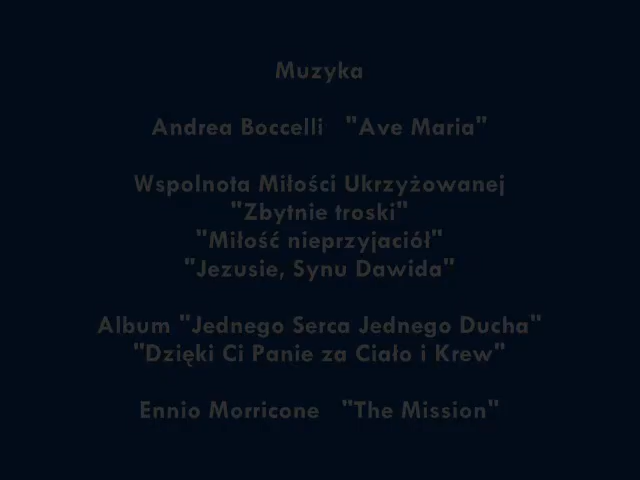 Muzyka
Andrea Boccelli "Ave Maria"
Wspolnota Miłości Ukrzyżowanej
"Zbytnie troski"
"Miłość nieprzyjaciół"
"Jezusie, Synu Dawida"
Album "Jednego Serca Jednego Ducha"
"Dzięki Ci Panie za Ciało i Krew"
Ennio Morricone "The Mission"